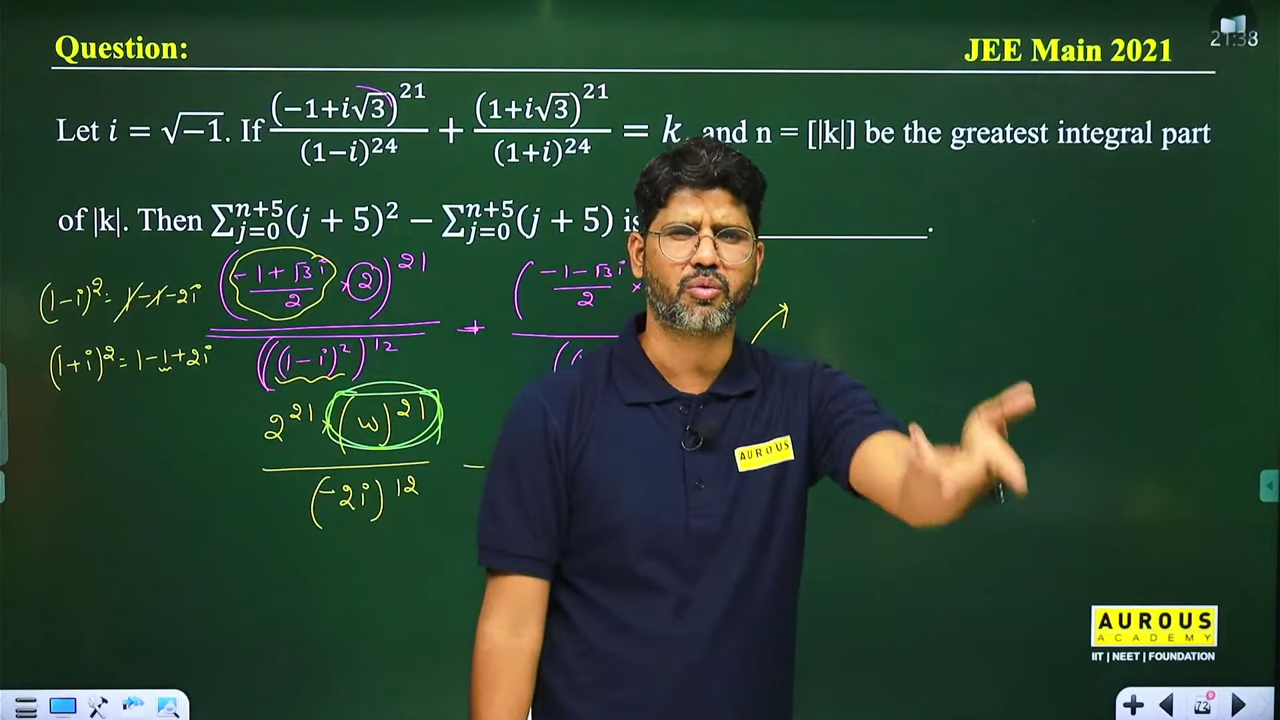 Question: JEE Main 2021
21:38
Let i = √−1. If (−1+i√3)^21/(1−i)^24 + (1+i√3)^21/(1+i)^24 = k, and n = [|k|] be the greatest integral part
of |k|. Then ∑_{j=0}^{n+5}(j + 5)² − ∑_{j=0}^{n+5}(j + 5) is ________.
(1-i)² = 1-1-2i
(1+i)² = 1-1+2i
((-1+√3i)/2 × 2)^21 / ((1-i)²)^12 + ((-1-√3i)/2 ×
2^21 × (w)^21 / (-2i)^12 −
AUROUS
AUROUS
ACADEMY
IIT | NEET | FOUNDATION